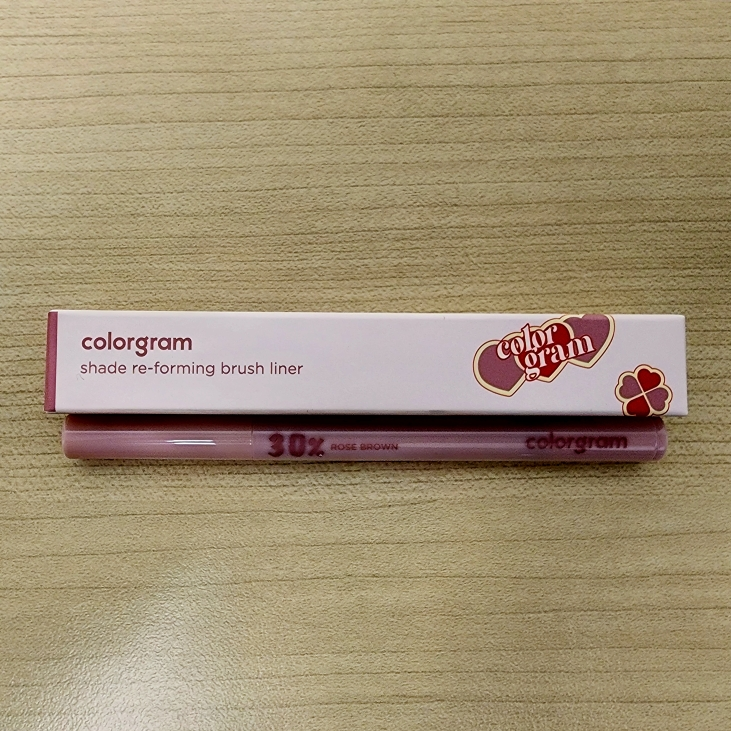 colorgram
shade re-forming brush liner
color
gram
30% ROSE BROWN
colorgram